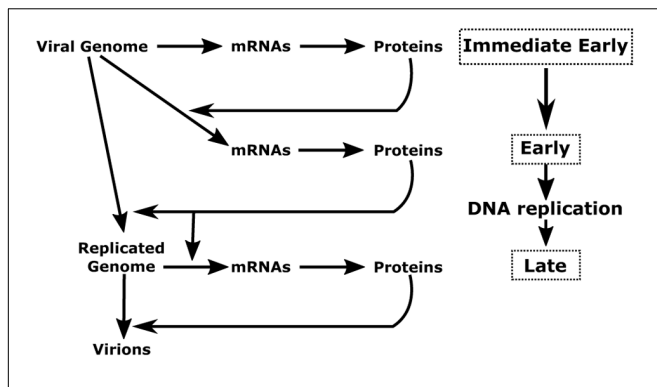 Viral Genome mRNAs Proteins Immediate Early
mRNAs Proteins Early
DNA replication
Replicated
Genome mRNAs Proteins Late
Virions